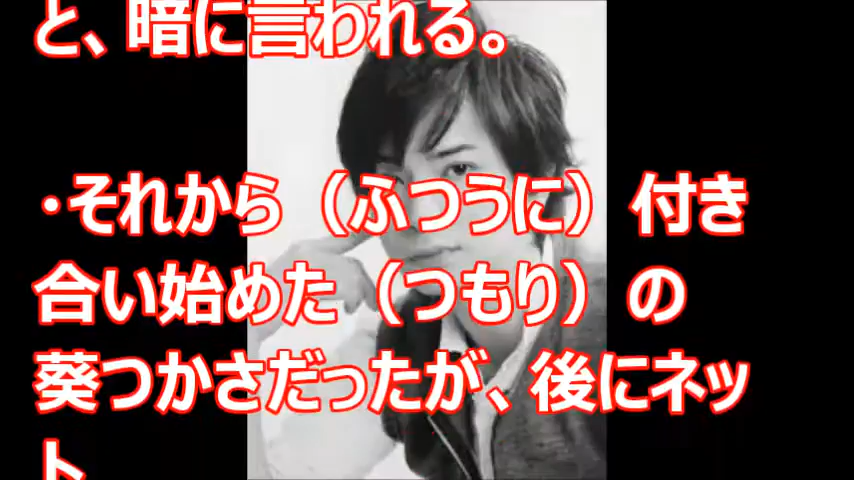 と、暗に言われる。
・それから（ふつうに）付き
合い始めた（つもり）の
葵つかさだったが、後にネッ
ト